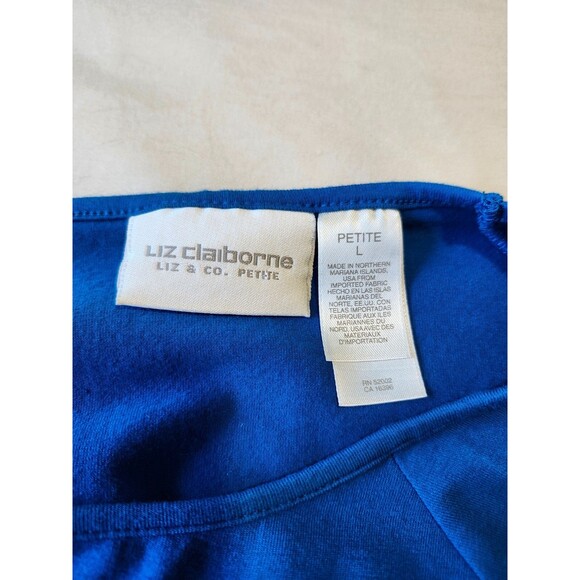 LIZ claiborne
LIZ & CO. PETITE
PETITE
L
MADE IN NORTHERN
MARIANA ISLANDS,
USA FROM
IMPORTED FABRIC
HECHO EN LAS ISLAS
MARIANAS DEL
NORTE, EE.UU. CON
TELAS IMPORTADAS
FABRIQUE AUX ILES
MARIANNES DU
NORD, USA AVEC DES
MATERIAUX
D'IMPORTATION
RN 52002
CA 16396